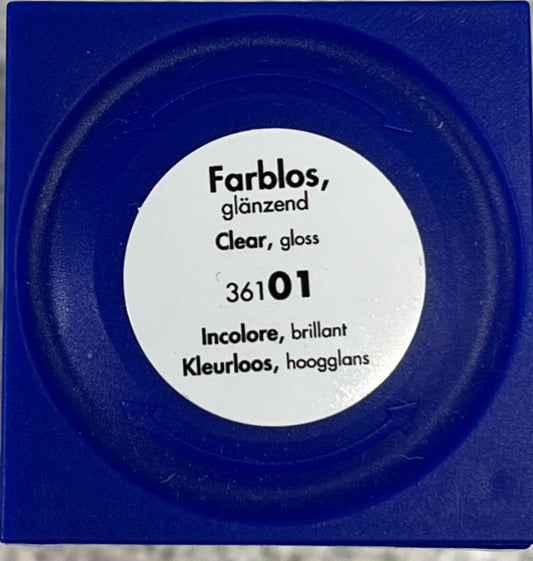 Farblos,
glänzend
Clear, gloss
36101
Incolore, brillant
Kleurloos, hoogglans